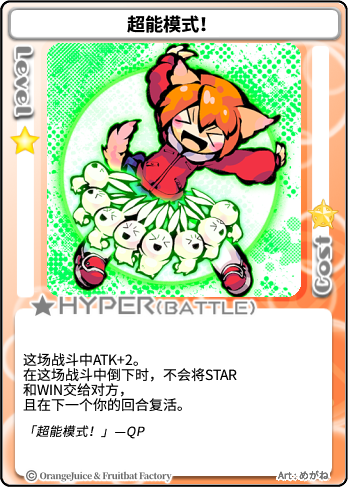 超能模式！
Level
Cost
HYPER(BATTLE)
这场战斗中ATK+2。
在这场战斗中倒下时，不会将STAR
和WIN交给对方，
且在下一个你的回合复活。
「超能模式！」—QP
© OrangeJuice & Fruitbat Factory
Art.: めがね